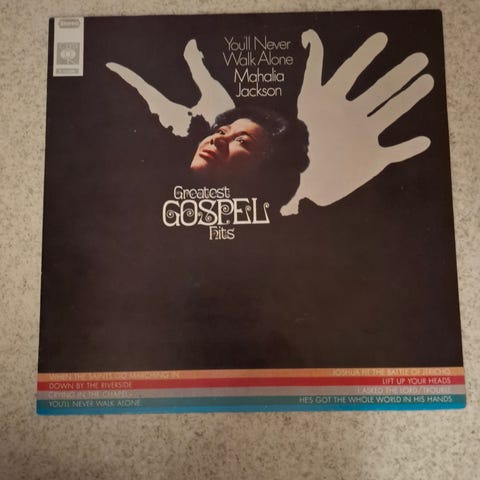 Stereo
CBS
You'll Never
Walk Alone
Mahalia
Jackson
Greatest
GOSPEL
Hits
WHEN THE SAINTS GO MARCHING IN
DOWN BY THE RIVERSIDE
CRYING IN THE CHAPEL
YOU'LL NEVER WALK ALONE
JOSHUA FIT THE BATTLE OF JERICHO
LIFT UP YOUR HEADS
I ASKED THE LORD/TROUBLE
HE'S GOT THE WHOLE WORLD IN HIS HANDS